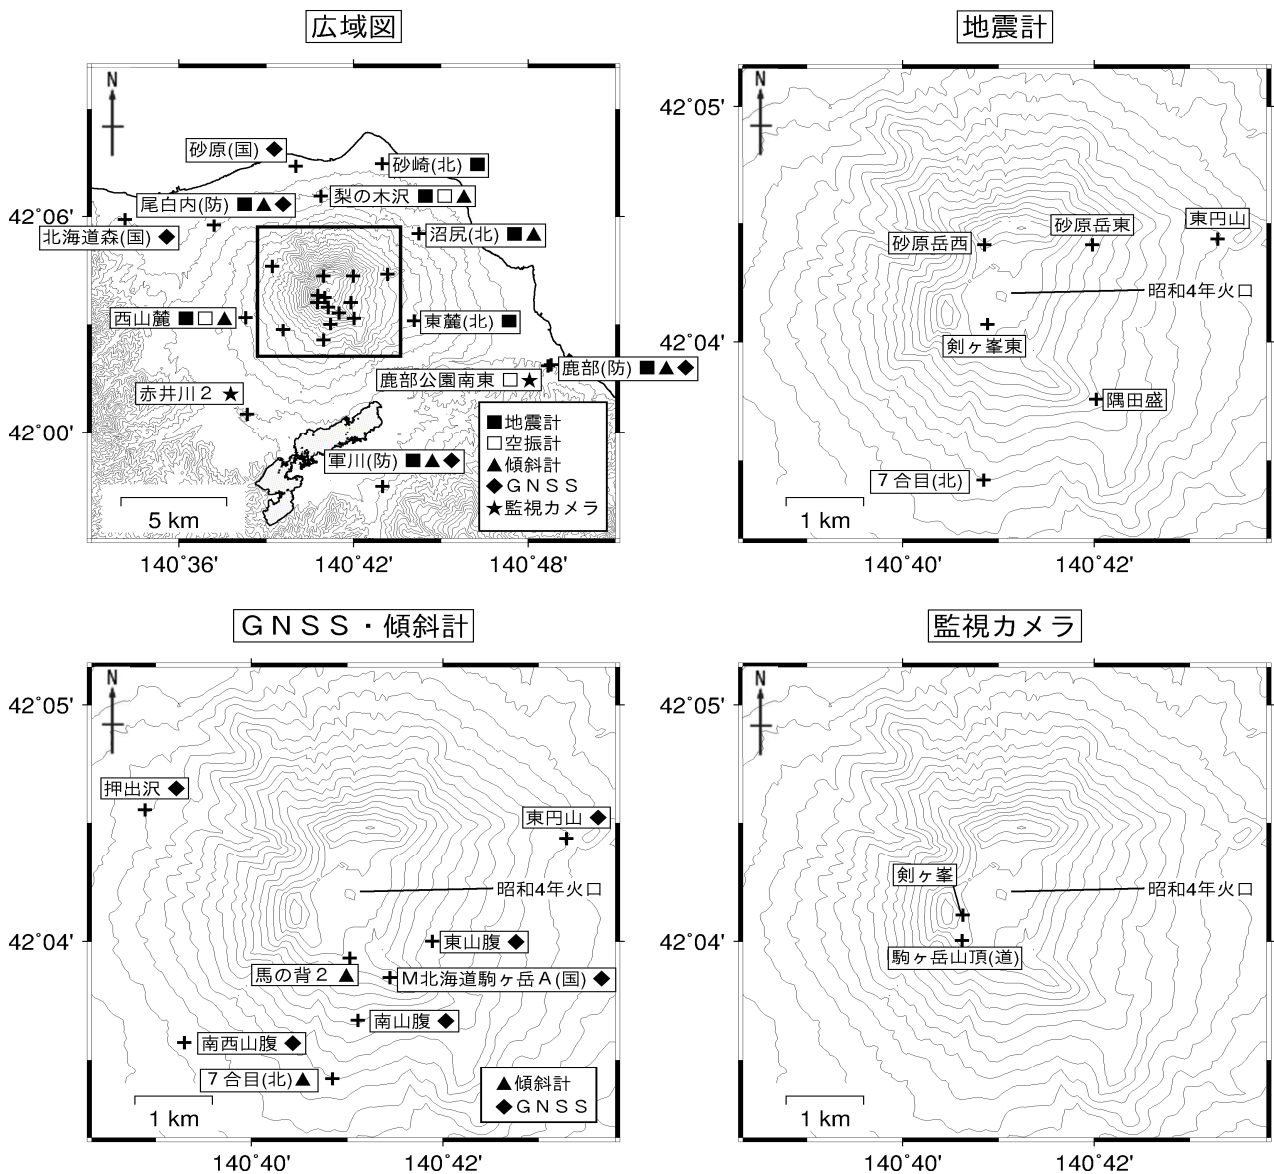 広域図
N
砂原(国)◆
砂崎(北)■
尾白内(防)■▲◆
梨の木沢■□▲
42°06'
北海道森(国)◆
沼尻(北)■▲
西山麓■□▲
東麓(北)■
鹿部(防)■▲◆
鹿部公園南東□★
赤井川2★
42°00'
軍川(防)■▲◆
■地震計
□空振計
▲傾斜計
◆GNSS
★監視カメラ
5 km
140°36' 140°42' 140°48'
地震計
N
42°05'
東円山
砂原岳東
砂原岳西
昭和4年火口
42°04'
剣ヶ峯東
隅田盛
7合目(北)
1 km
140°40' 140°42'
GNSS・傾斜計
N
42°05'
押出沢◆
東円山◆
昭和4年火口
42°04'
東山腹◆
馬の背2▲
M北海道駒ヶ岳A(国)◆
南山腹◆
南西山腹◆
7合目(北)▲
▲傾斜計
◆GNSS
1 km
140°40' 140°42'
監視カメラ
N
42°05'
剣ヶ峯
昭和4年火口
42°04'
駒ヶ岳山頂(道)
1 km
140°40' 140°42'